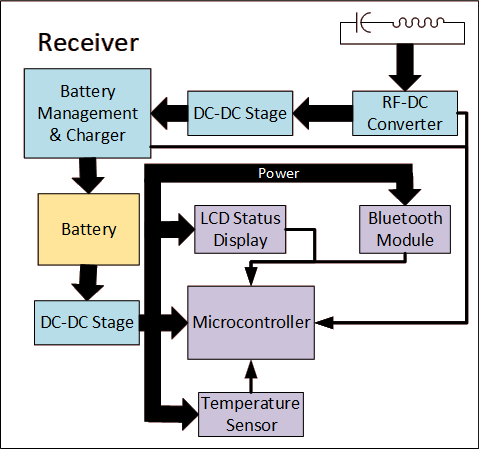 Receiver
Battery
Management
& Charger
DC-DC Stage
RF-DC
Converter
Power
Battery
LCD Status
Display
Bluetooth
Module
DC-DC Stage
Microcontroller
Temperature
Sensor